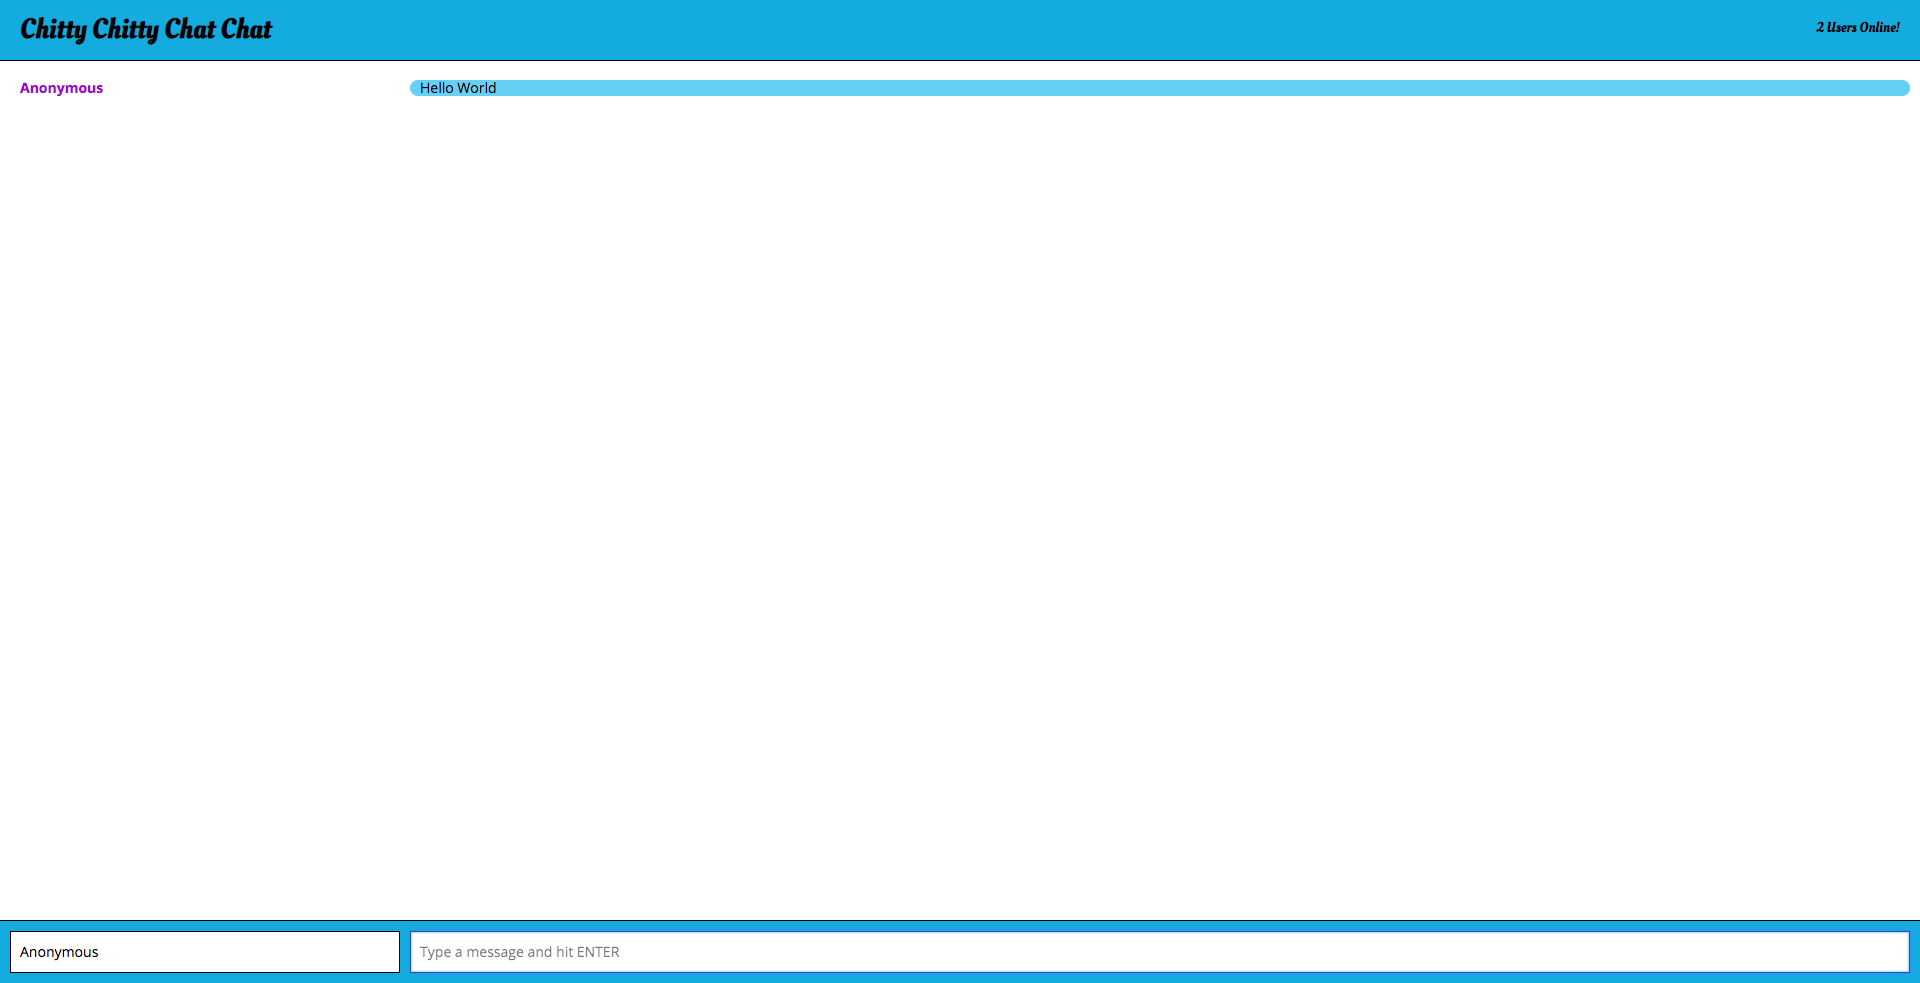 Chitty Chitty Chat Chat
2 Users Online!
Anonymous
Hello World
Anonymous
Type a message and hit ENTER